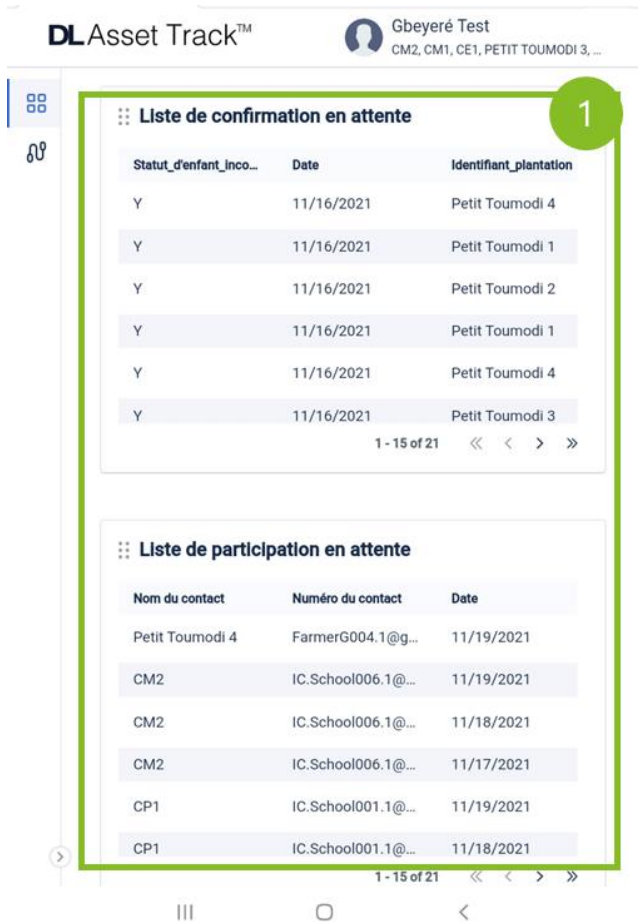 DL Asset Track™
Gbeyeré Test
CM2, CM1, CE1, PETIT TOUMODI 3, ...
1
Liste de confirmation en attente
Statut_d'enfant_inco... Date Identifiant_plantation
Y 11/16/2021 Petit Toumodi 4
Y 11/16/2021 Petit Toumodi 1
Y 11/16/2021 Petit Toumodi 2
Y 11/16/2021 Petit Toumodi 1
Y 11/16/2021 Petit Toumodi 4
Y 11/16/2021 Petit Toumodi 3
1 - 15 of 21
Liste de participation en attente
Nom du contact Numéro du contact Date
Petit Toumodi 4 FarmerG004.1@g... 11/19/2021
CM2 IC.School006.1@... 11/19/2021
CM2 IC.School006.1@... 11/18/2021
CM2 IC.School006.1@... 11/17/2021
CP1 IC.School001.1@... 11/19/2021
CP1 IC.School001.1@... 11/18/2021
1 - 15 of 21